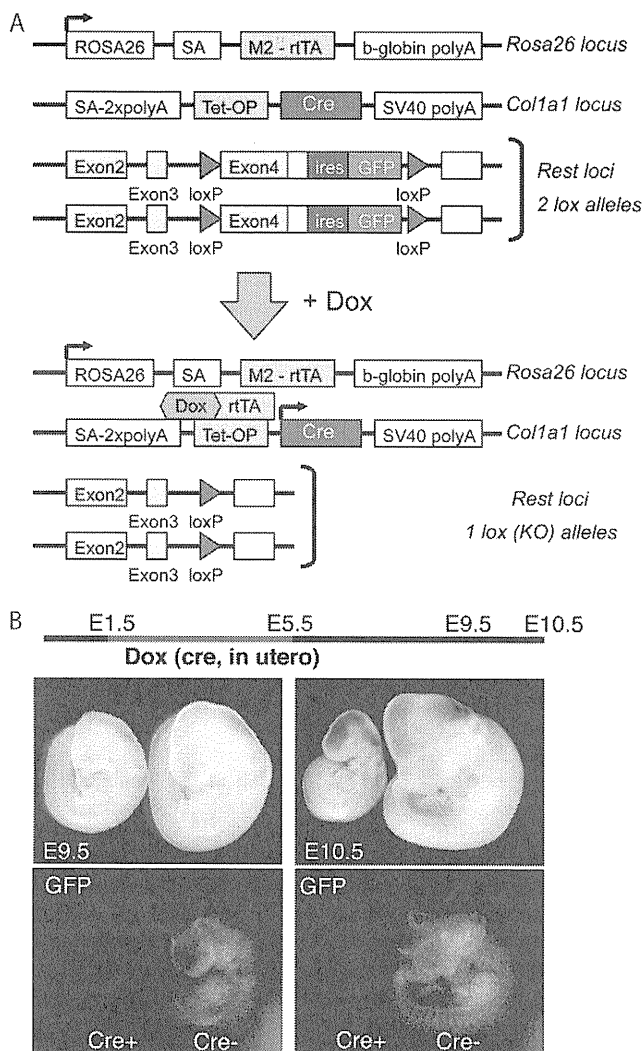 A
ROSA26 SA M2 - rtTA b-globin polyA Rosa26 locus
SA-2xpolyA Tet-OP Cre SV40 polyA Col1a1 locus
Exon2 Exon4 ires GFP
Exon3 loxP loxP
Exon2 Exon4 ires GFP
Exon3 loxP loxP
Rest loci
2 lox alleles
+ Dox
ROSA26 SA M2 - rtTA b-globin polyA Rosa26 locus
Dox rtTA
SA-2xpolyA Tet-OP Cre SV40 polyA Col1a1 locus
Exon2
Exon3 loxP
Exon2
Exon3 loxP
Rest loci
1 lox (KO) alleles
B
E1.5 E5.5 E9.5 E10.5
Dox (cre, in utero)
E9.5 E10.5
GFP GFP
Cre+ Cre- Cre+ Cre-